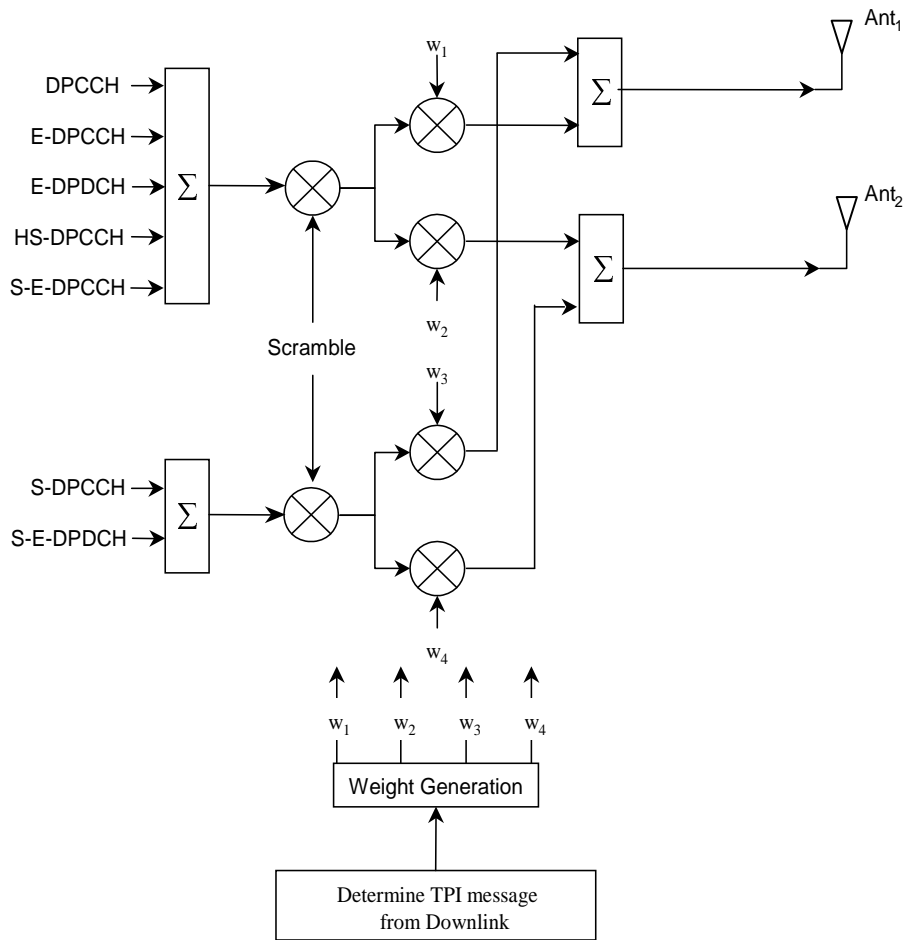 Ant₁
w₁
DPCCH
Σ
E-DPCCH
E-DPDCH
Σ
Ant₂
HS-DPCCH
Σ
S-E-DPCCH
w₂
Scramble
w₃
S-DPCCH
Σ
S-E-DPDCH
w₄
w₁ w₂ w₃ w₄
Weight Generation
Determine TPI message
from Downlink